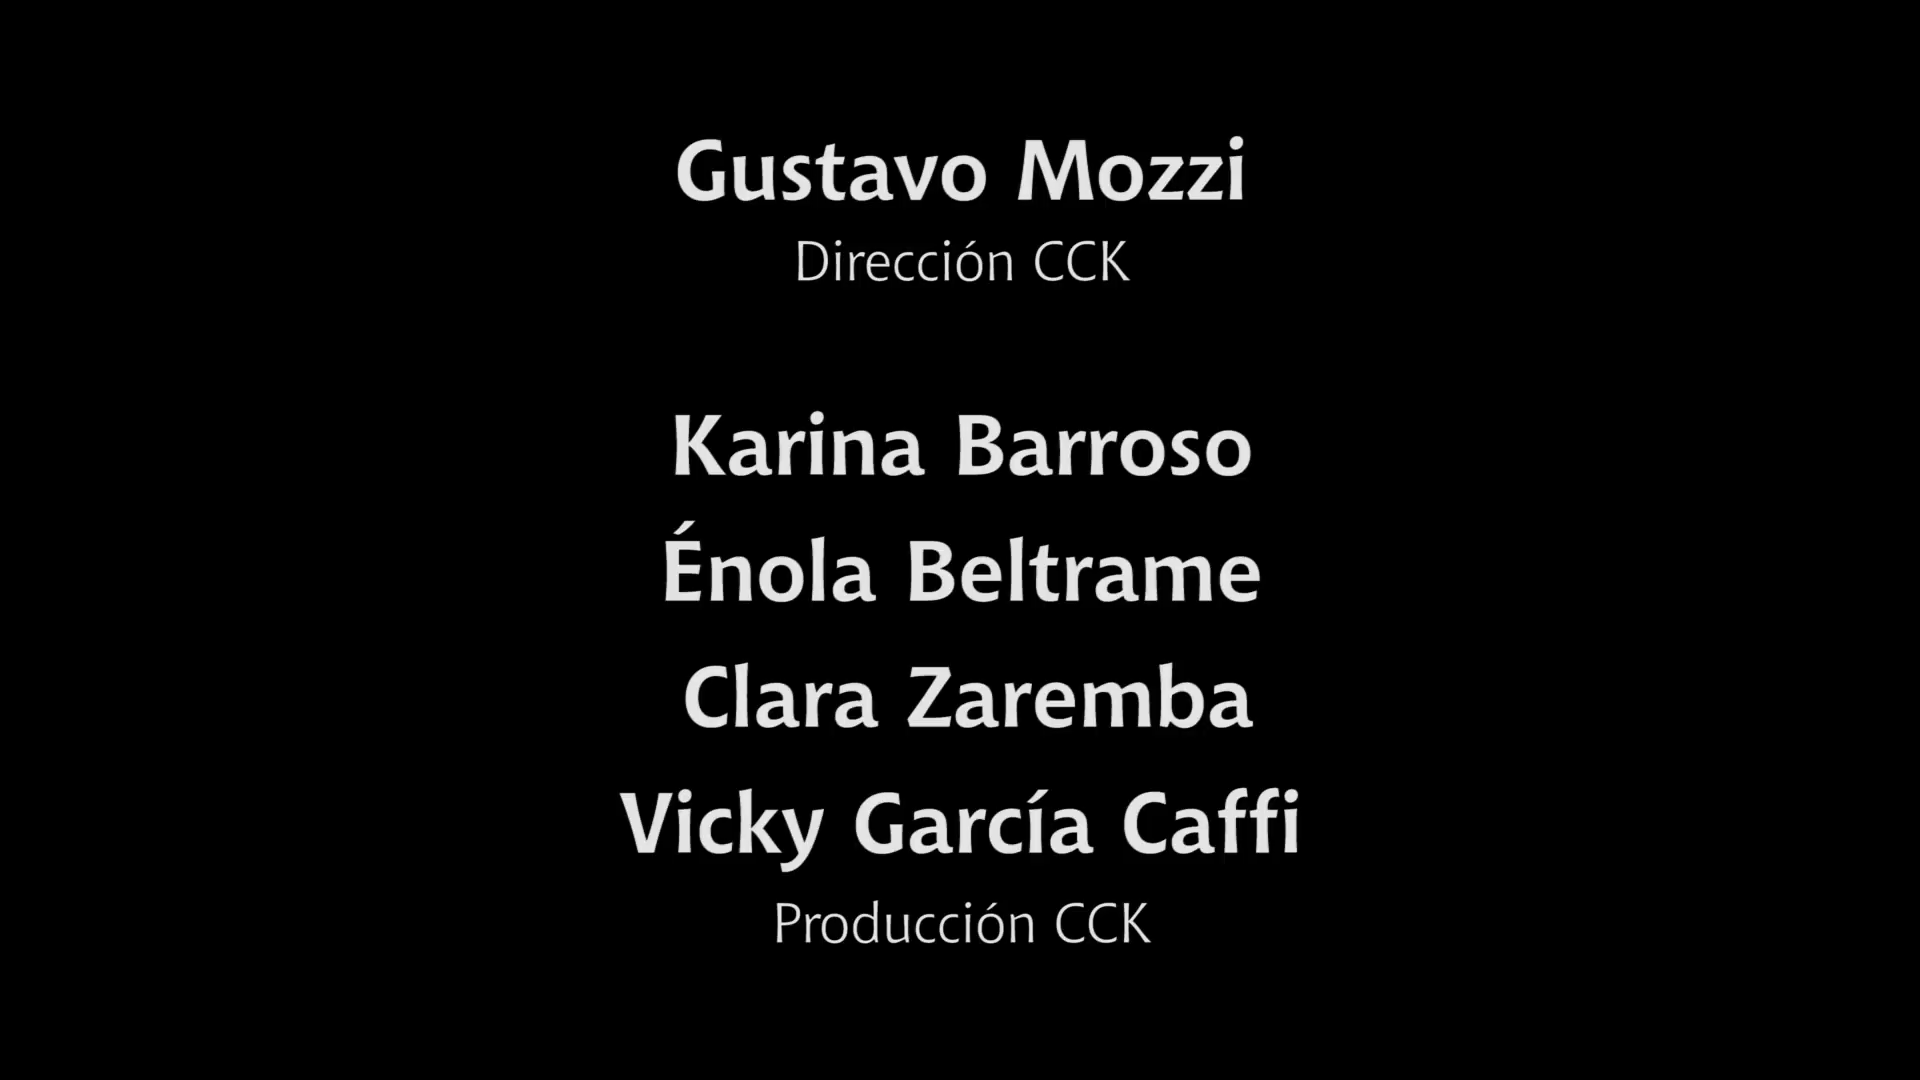 Gustavo Mozzi
Dirección CCK
Karina Barroso
Énola Beltrame
Clara Zaremba
Vicky García Caffi
Producción CCK